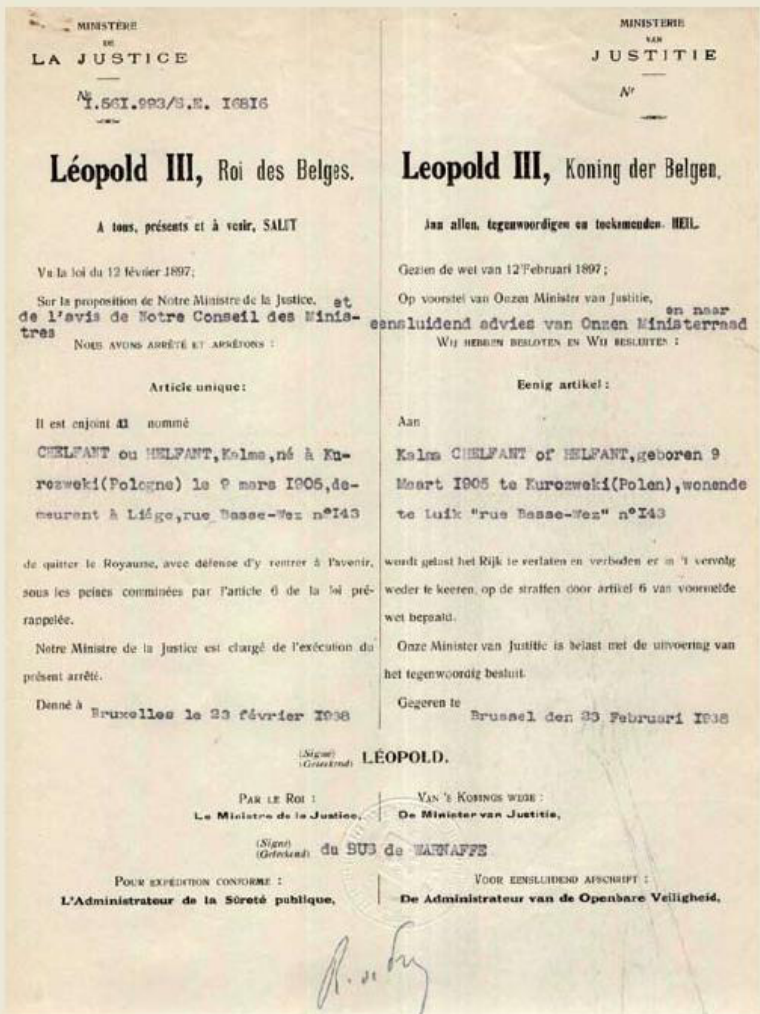 MINISTÈRE
DE
LA JUSTICE
Nº 1.561.993/S.E. 16816
Léopold III, Roi des Belges.
A tous, présents et à venir, SALUT
Vu la loi du 12 février 1897;
Sur la proposition de Notre Ministre de la Justice, et
de l'avis de Notre Conseil des Minis-
tres
NOUS AVONS ARRÊTÉ ET ARRÊTONS :
Article unique:
Il est enjoint au nommé
CHELFANT ou HELFANT, Kalma, né à Ku-
rozweki(Pologne) le 9 mars 1905, de-
meurant à Liége, rue Basse-Wez nº143
de quitter le Royaume, avec défense d'y rentrer à l'avenir,
sous les peines comminées par l'article 6 de la loi pré-
rappelée.
Notre Ministre de la Justice est chargé de l'exécution du
présent arrêté.
Donné à Bruxelles le 23 février 1938
MINISTERIE
VAN
JUSTITIE
Nr
Leopold III, Koning der Belgen,
Aan allen, tegenwoordigen en toekomenden. HEIL.
Gezien de wet van 12 Februari 1897;
Op voorstel van Onzen Minister van Justitie, en naar
eensluidend advies van Onzen Ministerraad
WIJ HEBBEN BESLOTEN EN WIJ BESLUITEN :
Eenig artikel:
Aan
Kalma CHELFANT of HELFANT, geboren 9
Maart 1905 te Kurozweki(Polen), wonende
te Luik "rue Basse-Wez" nº143
wordt gelast het Rijk te verlaten en verboden er in 't vervolg
weder te keeren, op de straffen door artikel 6 van voormelde
wet bepaald.
Onze Minister van Justitie is belast met de uitvoering van
het tegenwoordig besluit.
Gegeven te Brussel den 23 Februari 1938
(Signé)
(Geteekend) LÉOPOLD.
PAR LE ROI :
Le Ministre de la Justice,
VAN 'S KONINGS WEGE :
De Minister van Justitie,
(Signé)
(Geteekend) du BUS de WARNAFFE
POUR EXPÉDITION CONFORME :
L'Administrateur de la Sûreté publique,
VOOR EENSLUIDEND AFSCHRIFT :
De Administrateur van de Openbare Veiligheid,